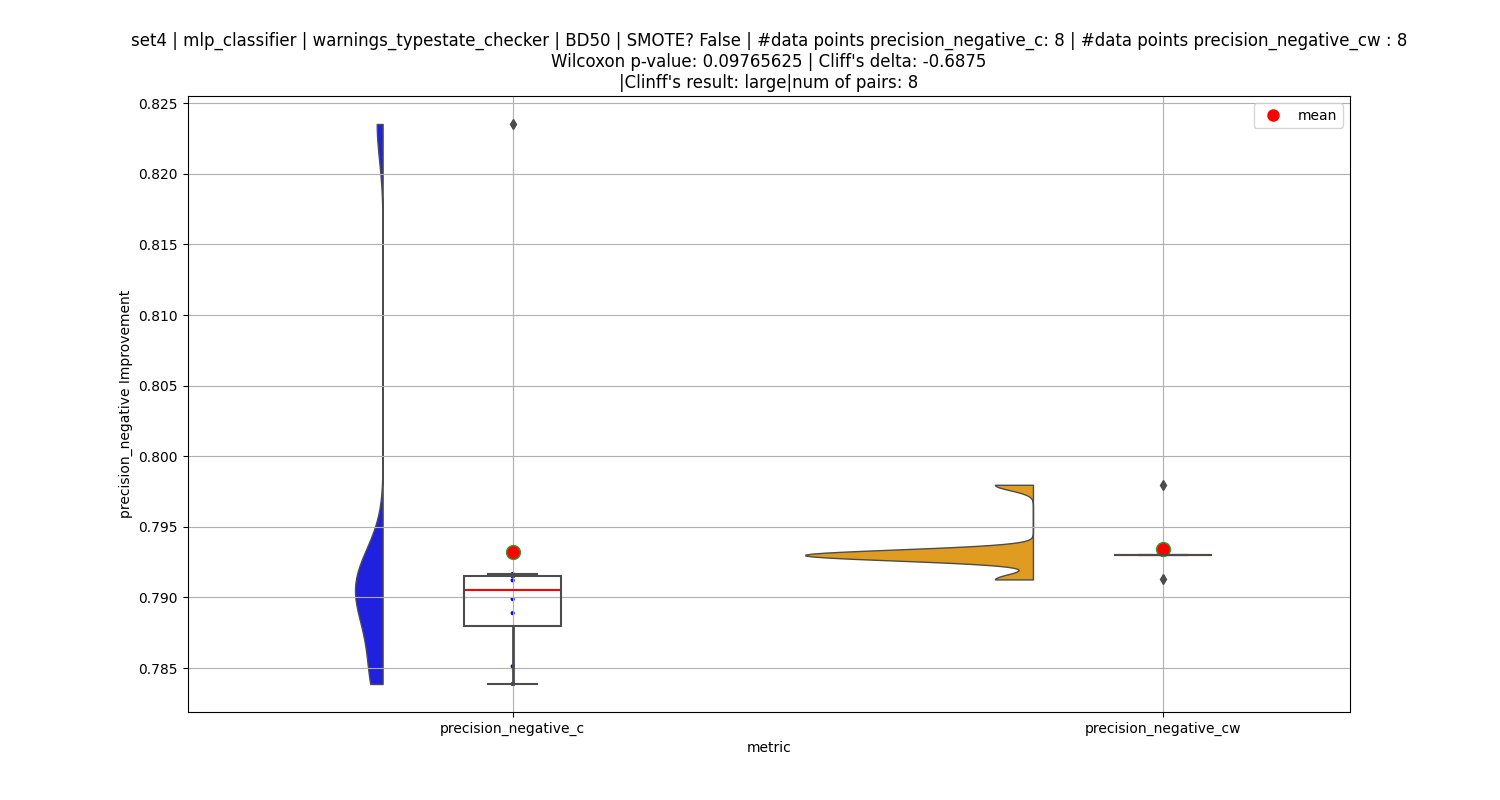 set4 | mlp_classifier | warnings_typestate_checker | BD50 | SMOTE? False | #data points precision_negative_c: 8 | #data points precision_negative_cw : 8
Wilcoxon p-value: 0.09765625 | Cliff's delta: -0.6875
|Clinff's result: large|num of pairs: 8
mean
0.825
0.820
0.815
0.810
0.805
0.800
0.795
0.790
0.785
precision_negative Improvement
precision_negative_c
precision_negative_cw
metric